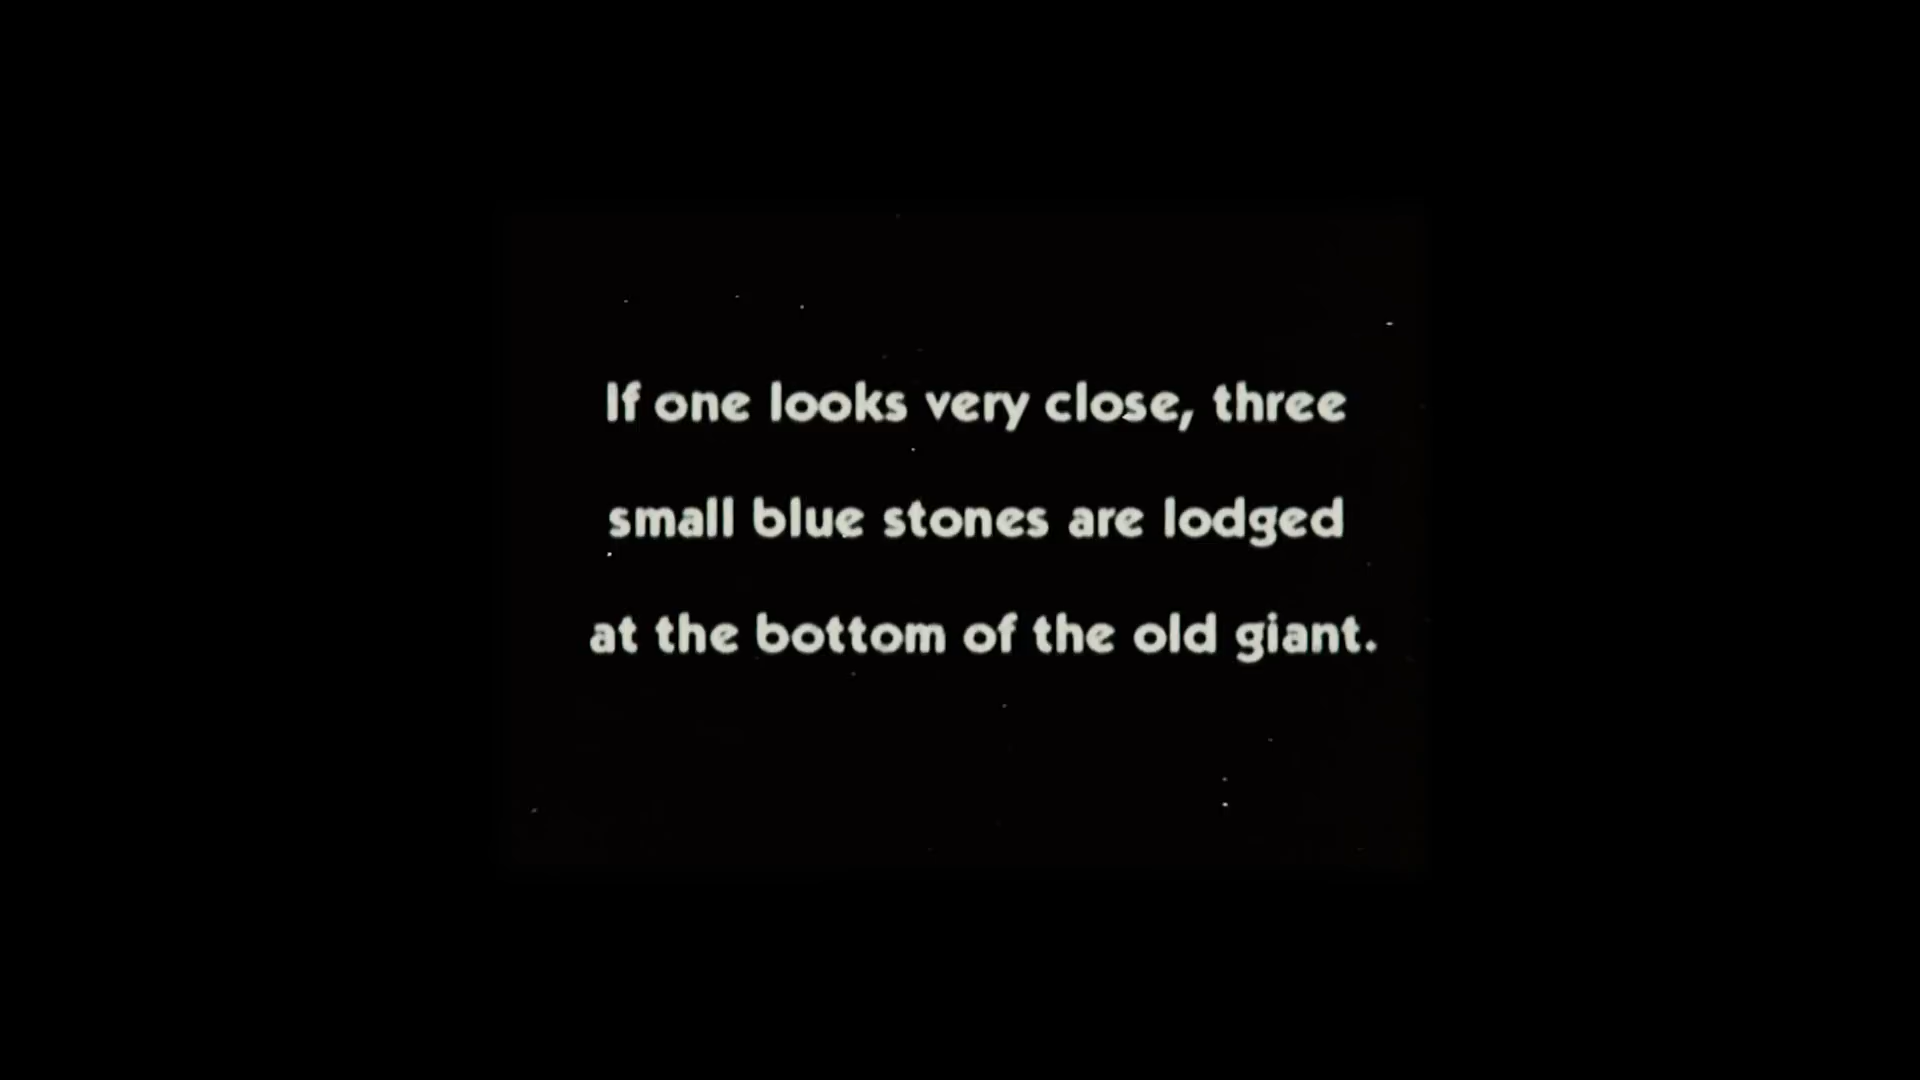 If one looks very close, three
small blue stones are lodged
at the bottom of the old giant.